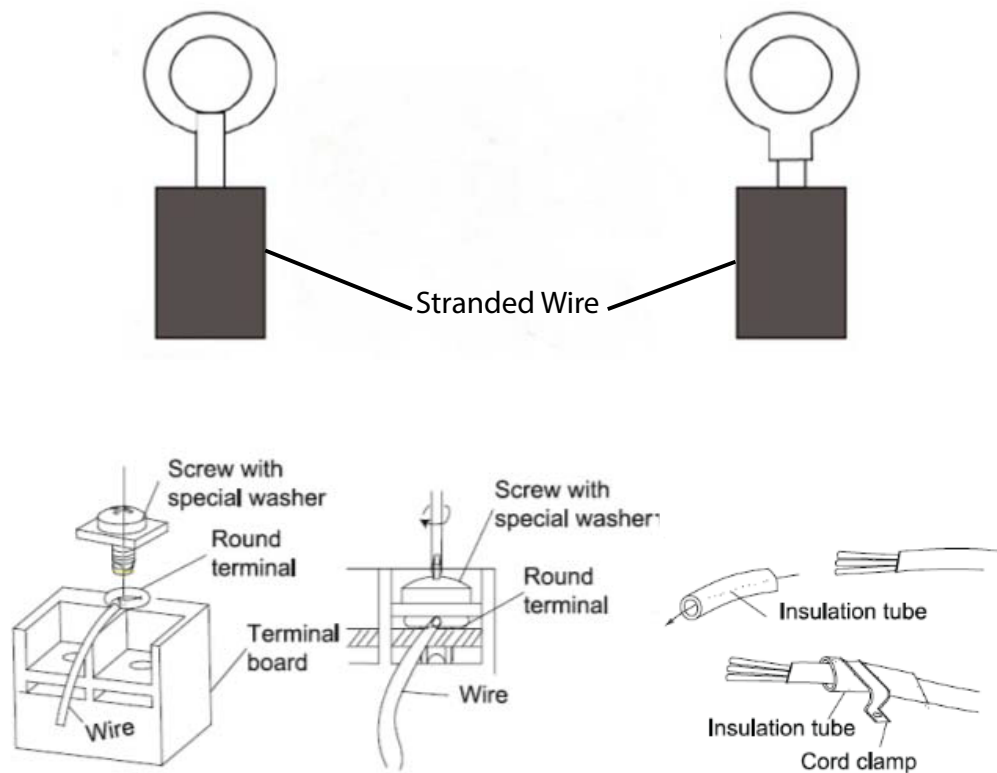 Stranded Wire
Screw with
special washer
Round
terminal
Terminal
board
Wire
Screw with
special washer
Round
terminal
Wire
Insulation tube
Insulation tube
Cord clamp